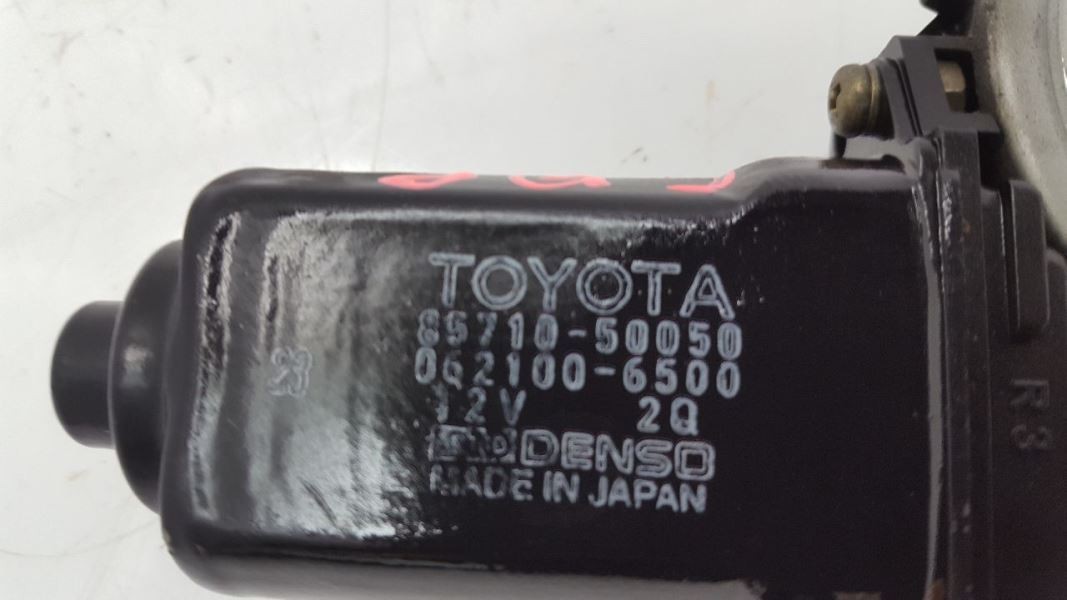 TOYOTA
85710-50050
062100-6500
12V 2Q
DENSO
MADE IN JAPAN
R3